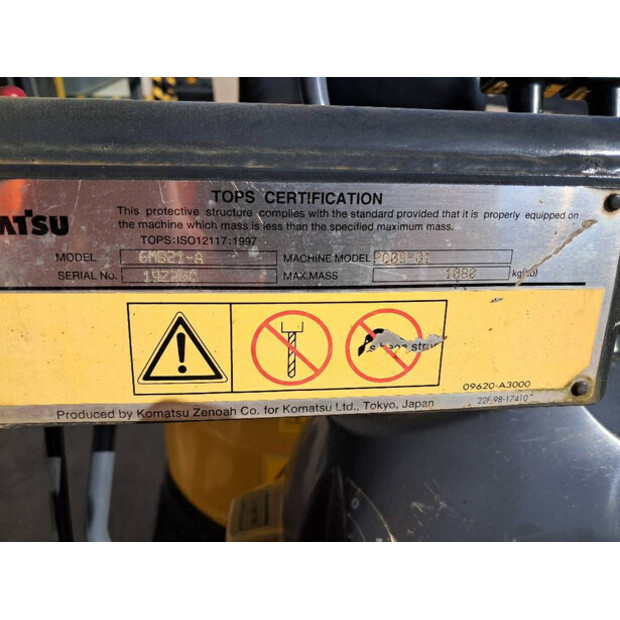 ATSU
TOPS CERTIFICATION
This protective structure complies with the standard provided that it is properly equipped on
the machine which mass is less than the specified maximum mass.
TOPS:ISO12117:1997
MODEL
MACHINE MODEL
SERIAL No.
MAX.MASS 1080
09620-A3000
22F-98-17410
Produced by Komatsu Zenoah Co. for Komatsu Ltd., Tokyo, Japan